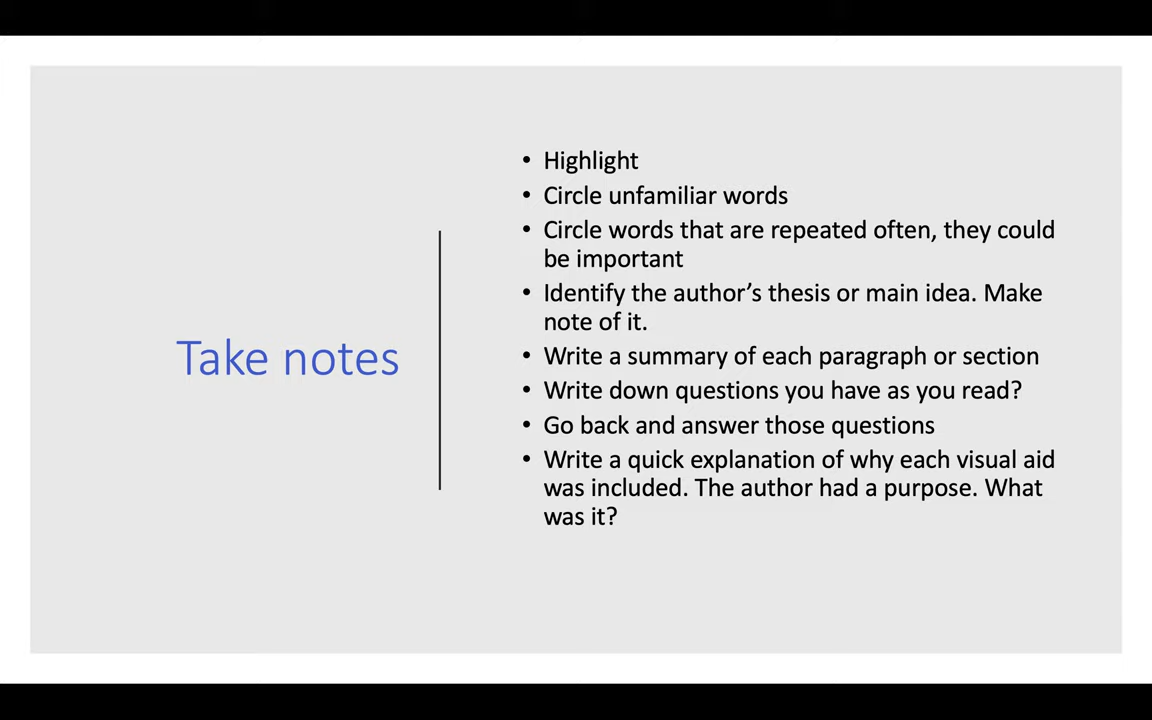 Take notes
• Highlight
• Circle unfamiliar words
• Circle words that are repeated often, they could
be important
• Identify the author’s thesis or main idea. Make
note of it.
• Write a summary of each paragraph or section
• Write down questions you have as you read?
• Go back and answer those questions
• Write a quick explanation of why each visual aid
was included. The author had a purpose. What
was it?